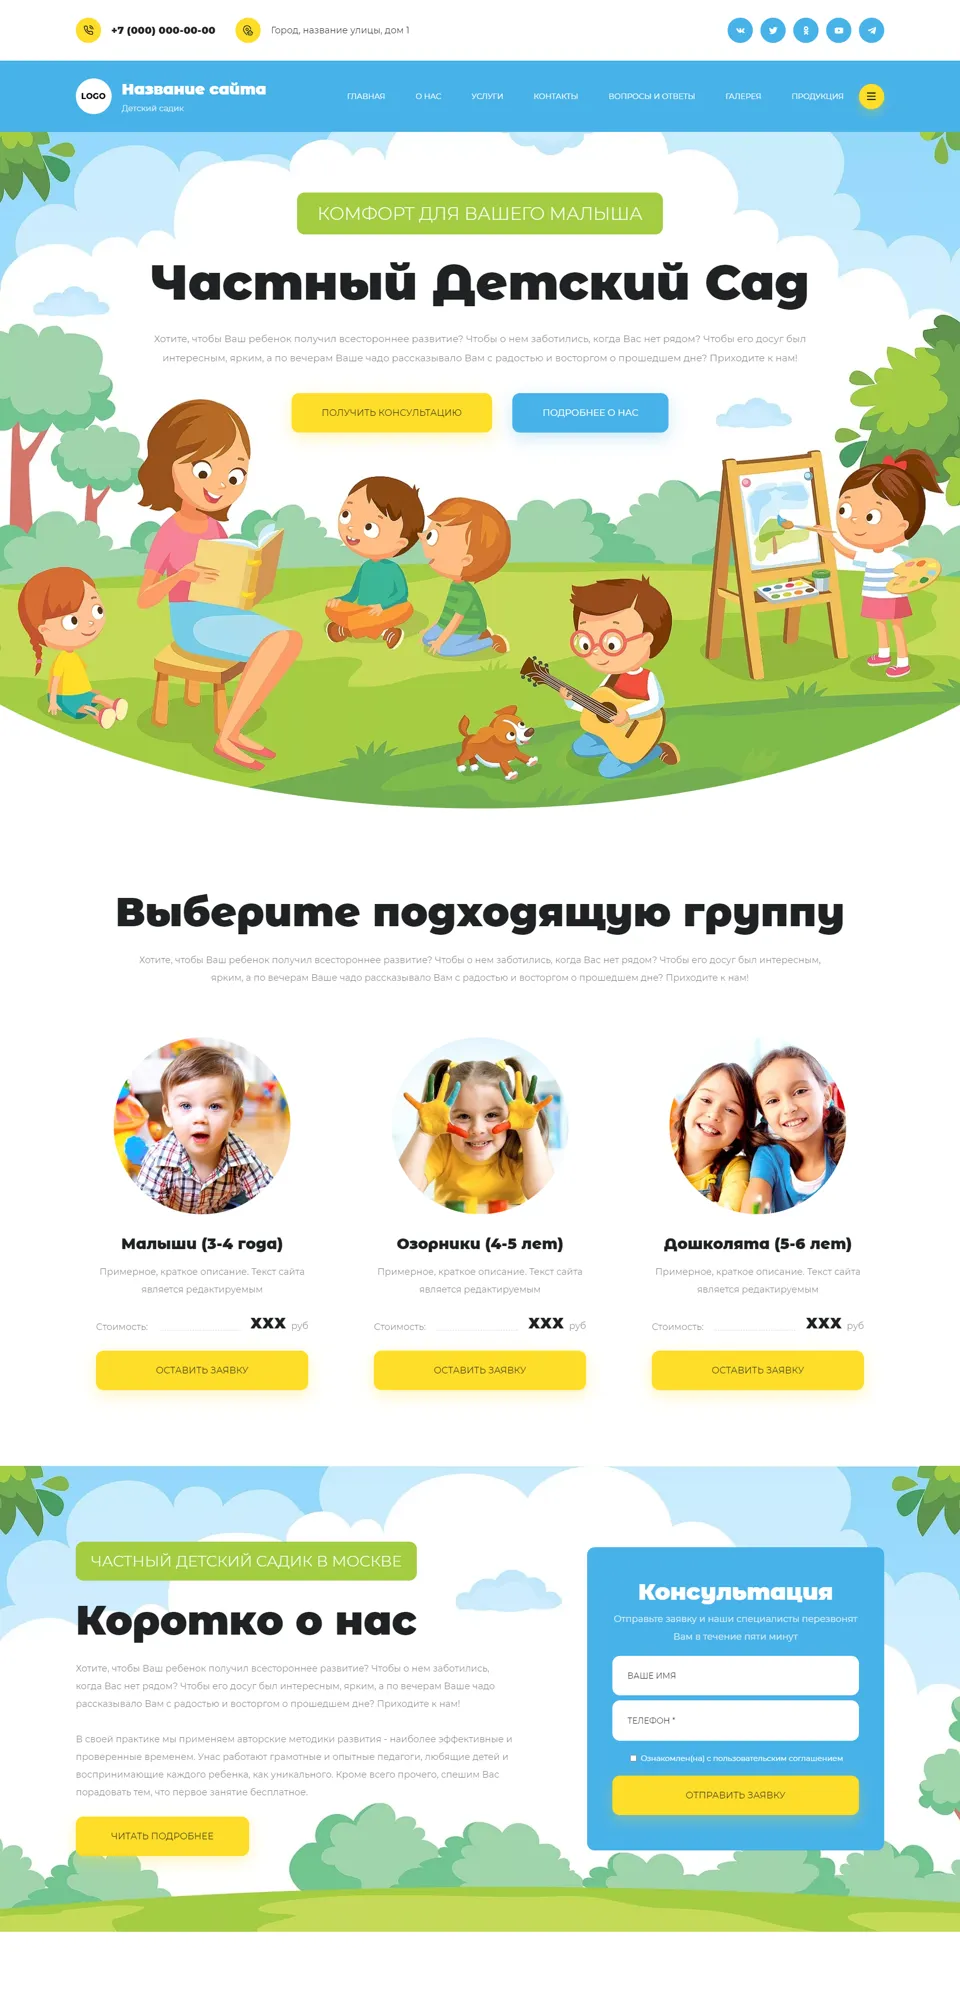 +7 (000) 000-00-00
Город, название улицы, дом 1
LOGO
Название сайта
Детский садик
ГЛАВНАЯ
О НАС
УСЛУГИ
КОНТАКТЫ
ВОПРОСЫ И ОТВЕТЫ
ГАЛЕРЕЯ
ПРОДУКЦИЯ
КОМФОРТ ДЛЯ ВАШЕГО МАЛЫША
Частный Детский Сад
Хотите, чтобы Ваш ребенок получил всестороннее развитие? Чтобы о нем заботились, когда Вас нет рядом? Чтобы его досуг был
интересным, ярким, а по вечерам Ваше чадо рассказывало Вам с радостью и восторгом о прошедшем дне? Приходите к нам!
ПОЛУЧИТЬ КОНСУЛЬТАЦИЮ
ПОДРОБНЕЕ О НАС
Выберите подходящую группу
Хотите, чтобы Ваш ребенок получил всестороннее развитие? Чтобы о нем заботились, когда Вас нет рядом? Чтобы его досуг был интересным,
ярким, а по вечерам Ваше чадо рассказывало Вам с радостью и восторгом о прошедшем дне? Приходите к нам!
Малыши (3-4 года)
Примерное, краткое описание. Текст сайта
является редактируемым
Стоимость: XXX руб
ОСТАВИТЬ ЗАЯВКУ
Озорники (4-5 лет)
Примерное, краткое описание. Текст сайта
является редактируемым
Стоимость: XXX руб
ОСТАВИТЬ ЗАЯВКУ
Дошколята (5-6 лет)
Примерное, краткое описание. Текст сайта
является редактируемым
Стоимость: XXX руб
ОСТАВИТЬ ЗАЯВКУ
ЧАСТНЫЙ ДЕТСКИЙ САДИК В МОСКВЕ
Коротко о нас
Хотите, чтобы Ваш ребенок получил всестороннее развитие? Чтобы о нем заботились,
когда Вас нет рядом? Чтобы его досуг был интересным, ярким, а по вечерам Ваше чадо
рассказывало Вам с радостью и восторгом о прошедшем дне? Приходите к нам!
В своей практике мы применяем авторские методики развития - наиболее эффективные и
проверенные временем. Унас работают грамотные и опытные педагоги, любящие детей и
воспринимающие каждого ребенка, как уникального. Кроме всего прочего, спешим Вас
порадовать тем, что первое занятие бесплатное.
ЧИТАТЬ ПОДРОБНЕЕ
Консультация
Отправьте заявку и наши специалисты перезвонят
Вам в течение пяти минут
ВАШЕ ИМЯ
ТЕЛЕФОН *
Ознакомлен(на) с пользовательским соглашением
ОТПРАВИТЬ ЗАЯВКУ